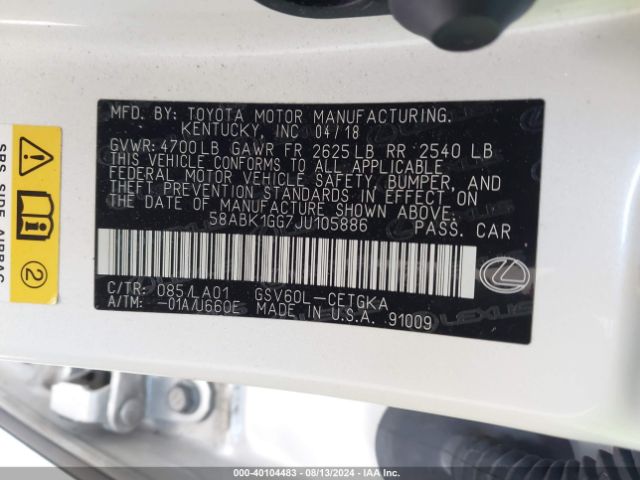 MFD. BY: TOYOTA MOTOR MANUFACTURING,
KENTUCKY, INC 04/18
GVWR: 4700LB GAWR FR 2625LB RR 2540 LB
THIS VEHICLE CONFORMS TO ALL APPLICABLE
FEDERAL MOTOR VEHICLE SAFETY, BUMPER, AND
THEFT PREVENTION STANDARDS IN EFFECT ON
THE DATE OF MANUFACTURE SHOWN ABOVE.
58ABK1GG7JU105886 PASS. CAR
C/TR: 085/LA01 GSV60L-CETGKA
A/TM: -01A/U660E MADE IN U.S.A. 91009
LEXUS
SRS SIDE AIRBAG
2
000-40104483 - 08/13/2024 - IAA Inc.